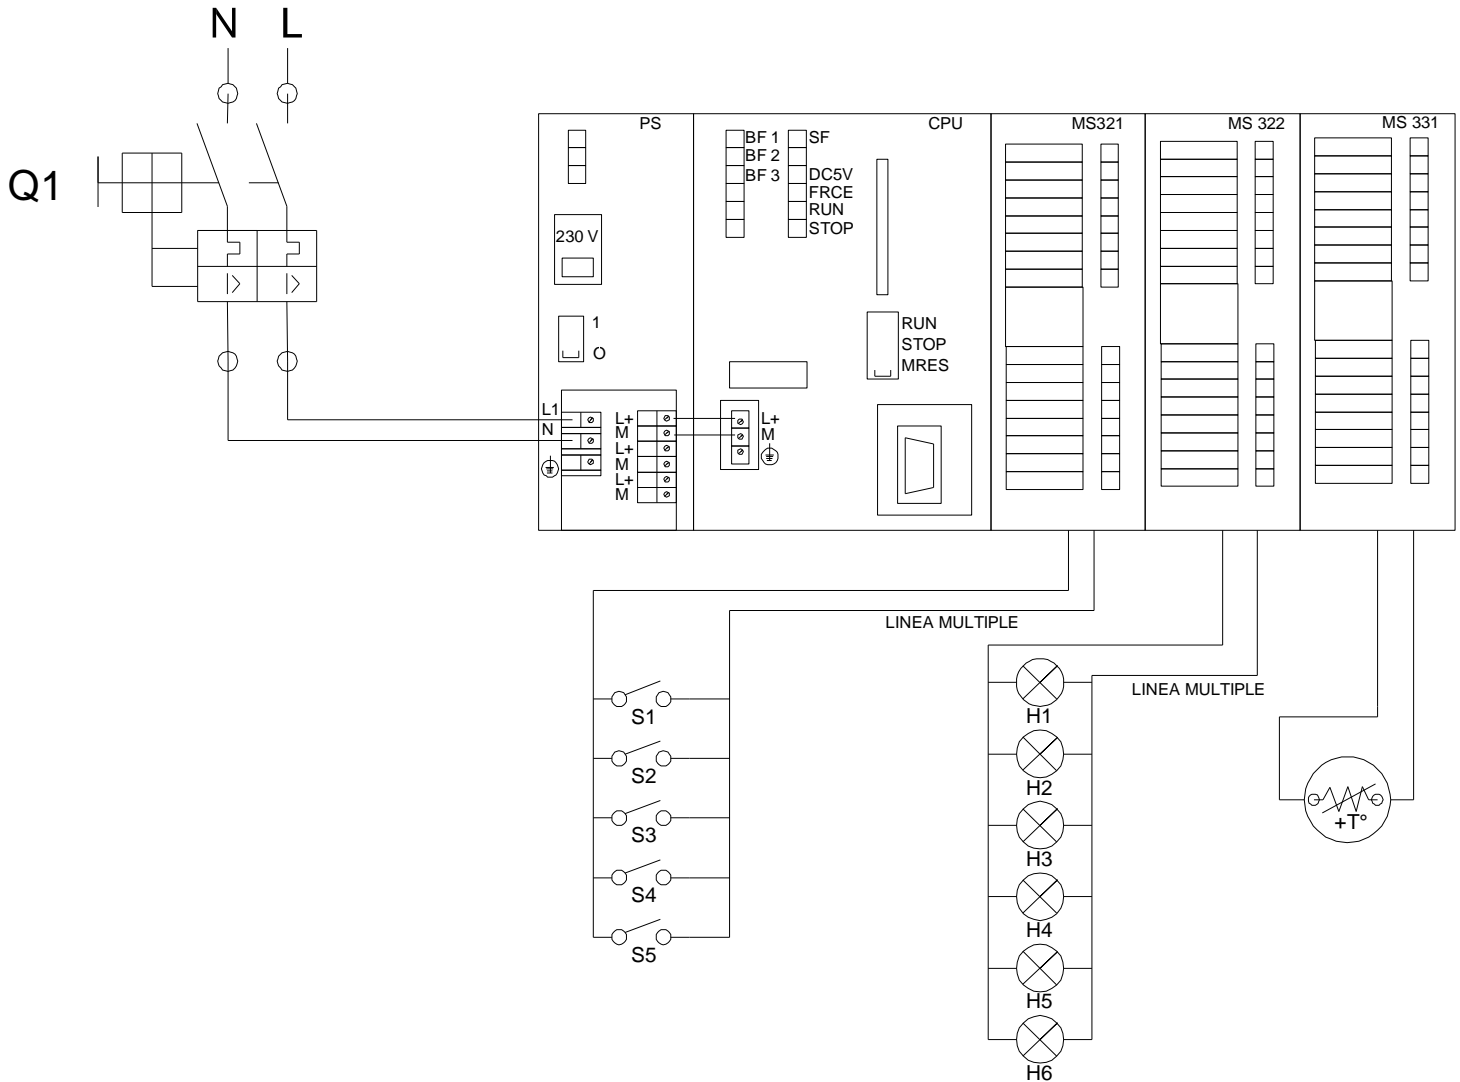 N L
Q1
PS
CPU
MS321
MS 322
MS 331
BF 1
BF 2
BF 3
SF
DC5V
FRCE
RUN
STOP
230 V
1
O
RUN
STOP
MRES
L1
N
L+
M
L+
M
L+
M
L+
M
LINEA MULTIPLE
LINEA MULTIPLE
S1
S2
S3
S4
S5
H1
H2
H3
H4
H5
H6
+T°